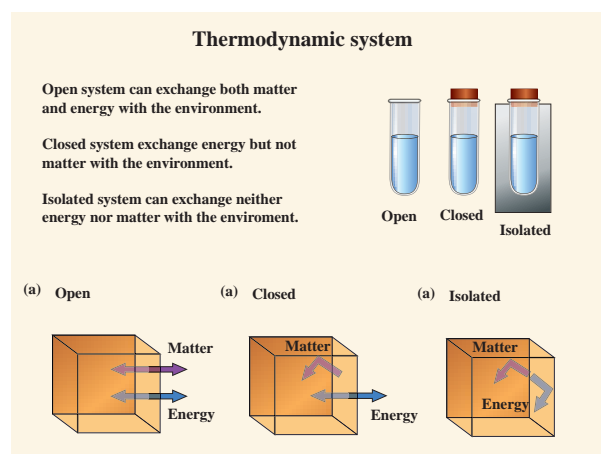 Thermodynamic system
Open system can exchange both matter
and energy with the environment.
Closed system exchange energy but not
matter with the environment.
Isolated system can exchange neither
energy nor matter with the enviroment.
Open
Closed
Isolated
(a) Open
Matter
Energy
(a) Closed
Matter
Energy
(a) Isolated
Matter
Energy